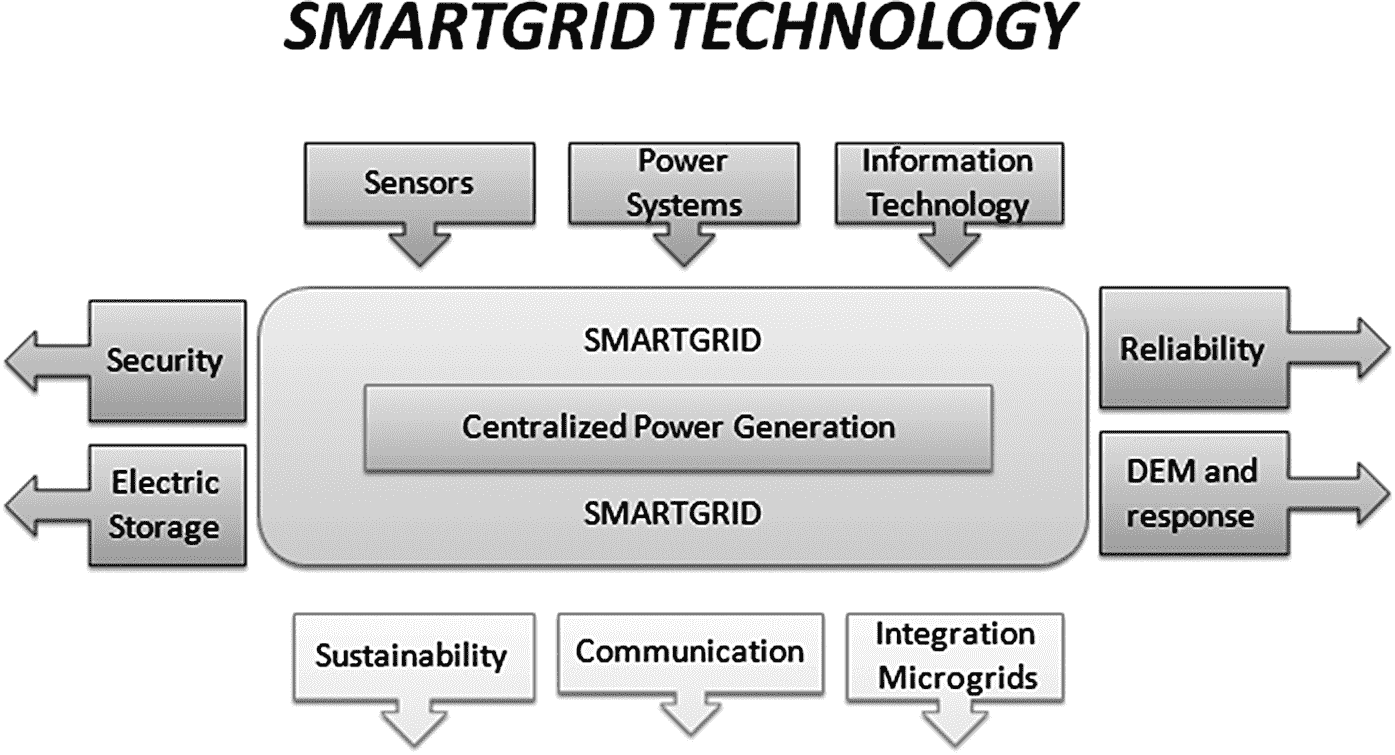 SMARTGRID TECHNOLOGY
Sensors
Power
Systems
Information
Technology
Security
SMARTGRID
Reliability
Centralized Power Generation
Electric
Storage
SMARTGRID
DEM and
response
Sustainability
Communication
Integration
Microgrids